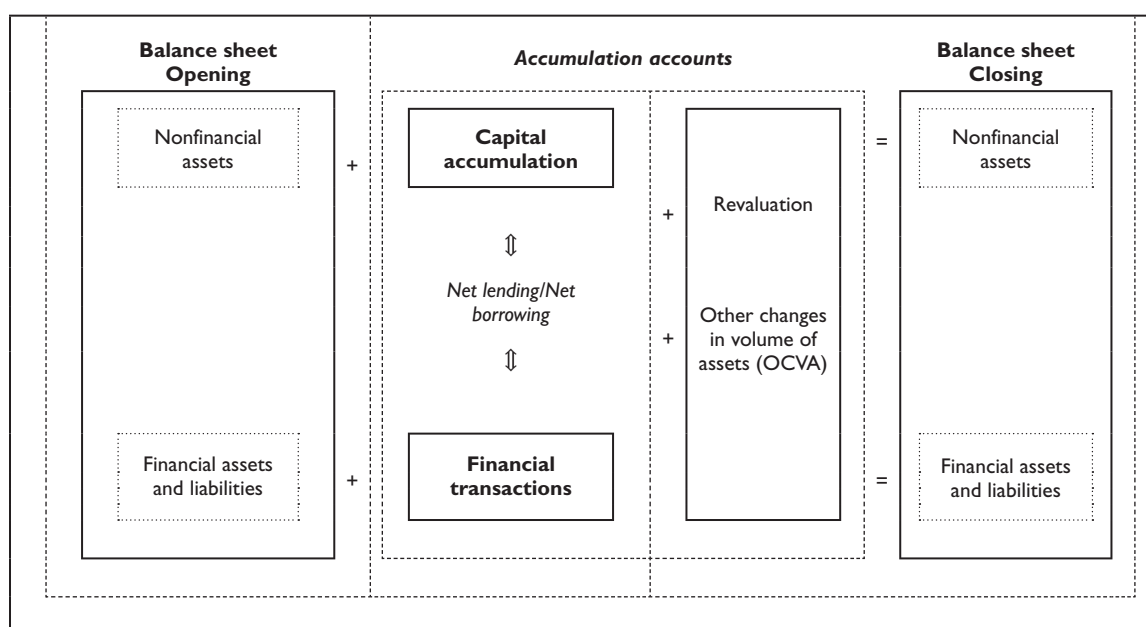 Balance sheet
Opening
Accumulation accounts
Balance sheet
Closing
Nonfinancial
assets
+
Capital
accumulation
=
Nonfinancial
assets
+
Revaluation
⇕
Net lending/Net
borrowing
+
Other changes
in volume of
assets (OCVA)
⇕
Financial assets
and liabilities
+
Financial
transactions
=
Financial assets
and liabilities